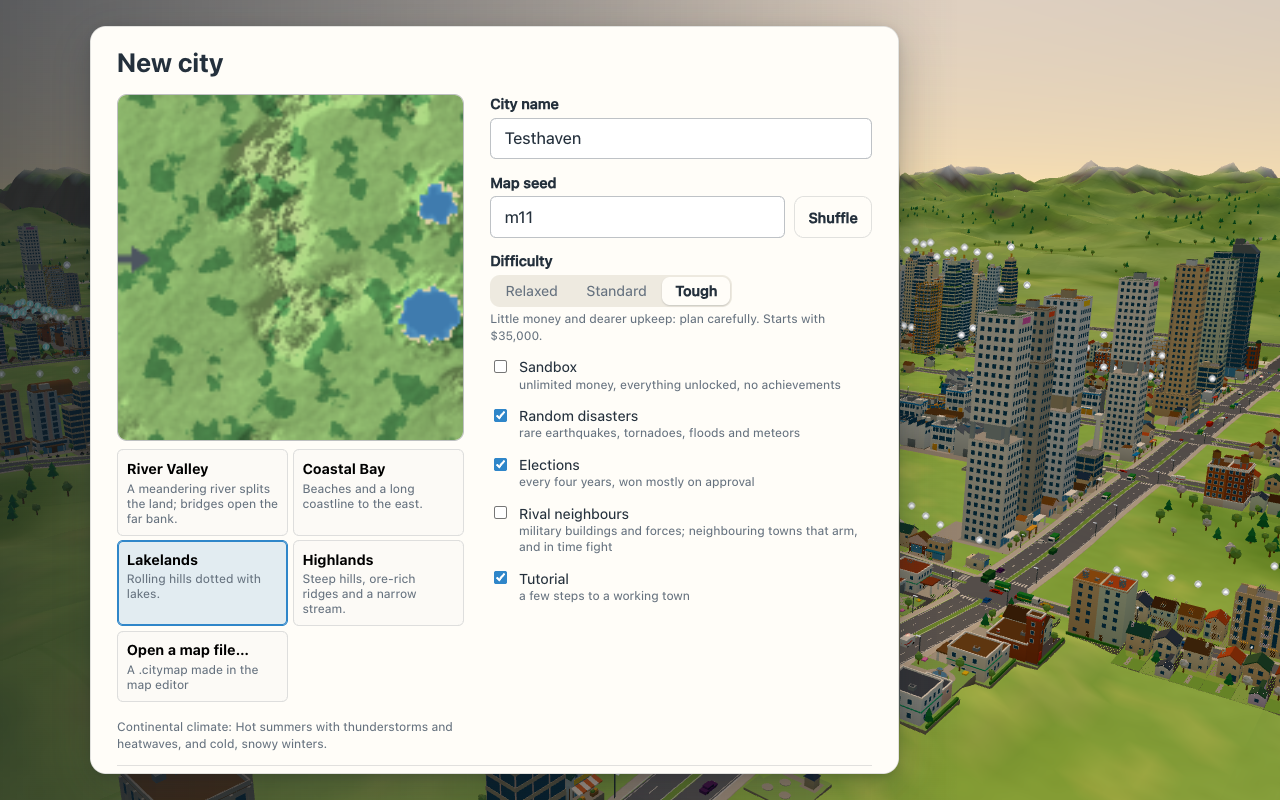 New city
City name
Testhaven
Map seed
m11
Shuffle
Difficulty
Relaxed
Standard
Tough
Little money and dearer upkeep: plan carefully. Starts with
$35,000.
Sandbox
unlimited money, everything unlocked, no achievements
Random disasters
rare earthquakes, tornadoes, floods and meteors
Elections
every four years, won mostly on approval
Rival neighbours
military buildings and forces; neighbouring towns that arm,
and in time fight
Tutorial
a few steps to a working town
River Valley
A meandering river splits
the land; bridges open the
far bank.
Coastal Bay
Beaches and a long
coastline to the east.
Lakelands
Rolling hills dotted with
lakes.
Highlands
Steep hills, ore-rich
ridges and a narrow
stream.
Open a map file...
A .citymap made in the
map editor
Continental climate: Hot summers with thunderstorms and
heatwaves, and cold, snowy winters.